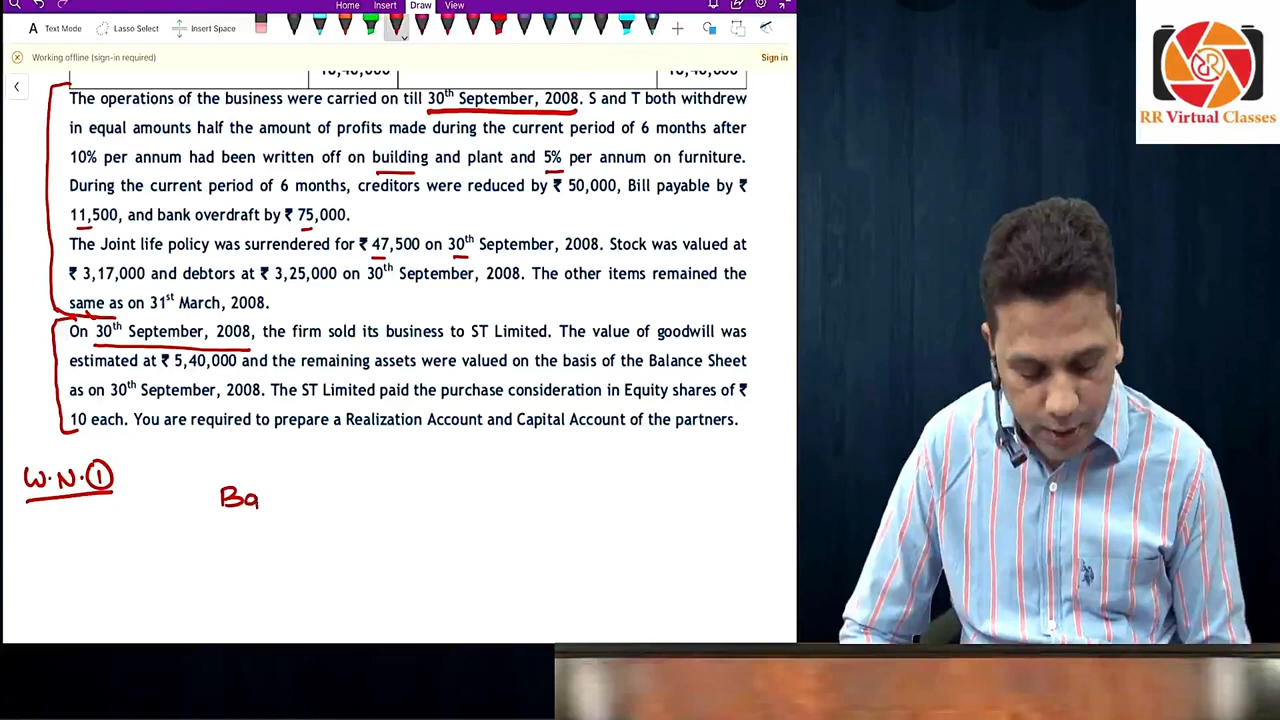 Home Insert Draw View
Text Mode Lasso Select Insert Space
Working offline (sign-in required) Sign in
The operations of the business were carried on till 30th September, 2008. S and T both withdrew
in equal amounts half the amount of profits made during the current period of 6 months after
10% per annum had been written off on building and plant and 5% per annum on furniture.
During the current period of 6 months, creditors were reduced by ₹ 50,000, Bill payable by ₹
11,500, and bank overdraft by ₹ 75,000.
The Joint life policy was surrendered for ₹ 47,500 on 30th September, 2008. Stock was valued at
₹ 3,17,000 and debtors at ₹ 3,25,000 on 30th September, 2008. The other items remained the
same as on 31st March, 2008.
On 30th September, 2008, the firm sold its business to ST Limited. The value of goodwill was
estimated at ₹ 5,40,000 and the remaining assets were valued on the basis of the Balance Sheet
as on 30th September, 2008. The ST Limited paid the purchase consideration in Equity shares of ₹
10 each. You are required to prepare a Realization Account and Capital Account of the partners.
W.N.①
Ba
RR Virtual Classes